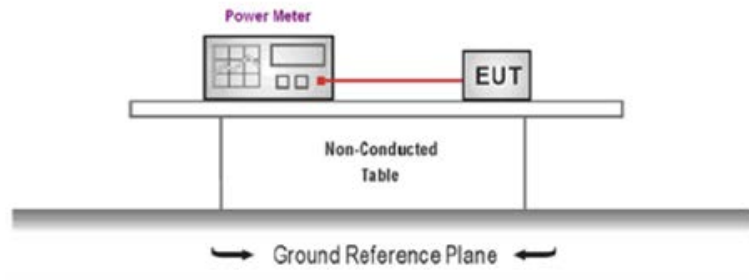 Power Meter
EUT
Non-Conducted
Table
Ground Reference Plane